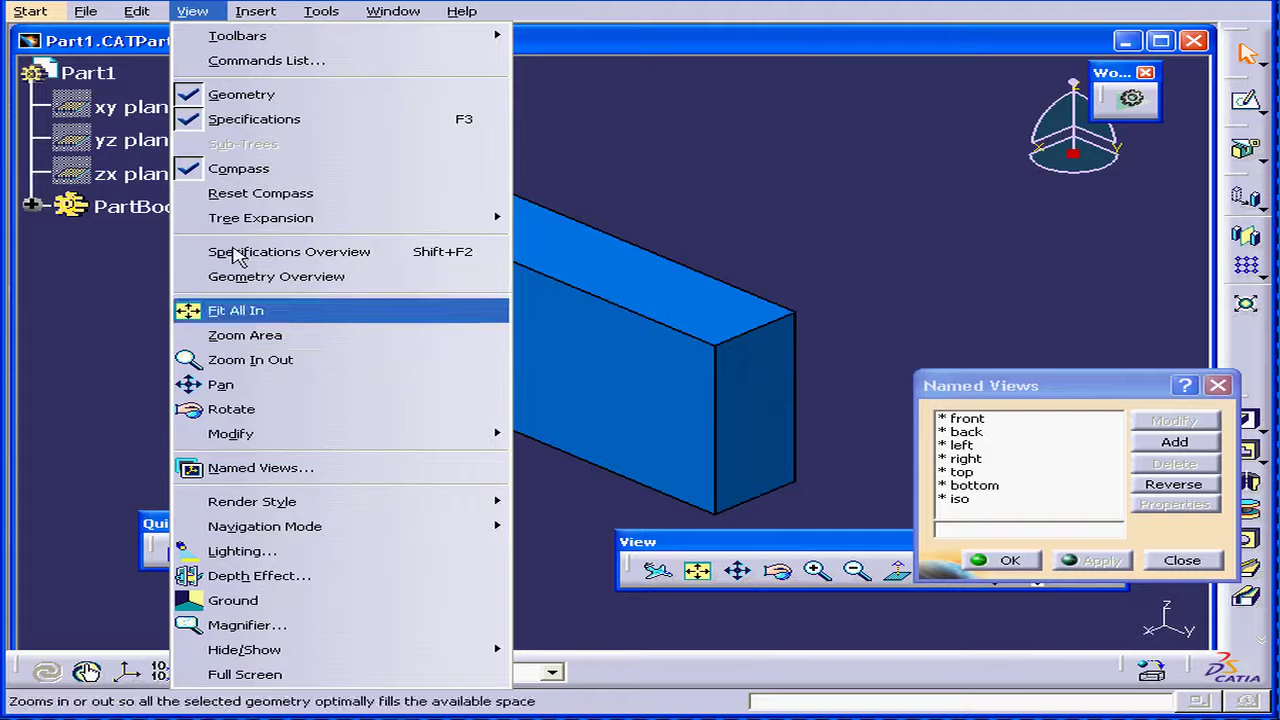 Start File Edit View Insert Tools Window Help
Part1.CATPar
Part1
xy plan
yz plan
zx plan
PartBo
Toolbars
Commands List...
Geometry
Specifications F3
Sub-Trees
Compass
Reset Compass
Tree Expansion
Specifications Overview Shift+F2
Geometry Overview
Fit All In
Zoom Area
Zoom In Out
Pan
Rotate
Modify
Named Views...
Render Style
Navigation Mode
Lighting...
Depth Effect...
Ground
Magnifier...
Hide/Show
Full Screen
Wo...
y
Named Views
* front
* back
* left
* right
* top
* bottom
* iso
Modify
Add
Delete
Reverse
Properties
OK Apply Close
Qui
View
z
x y
10
CATIA
Zooms in or out so all the selected geometry optimally fills the available space